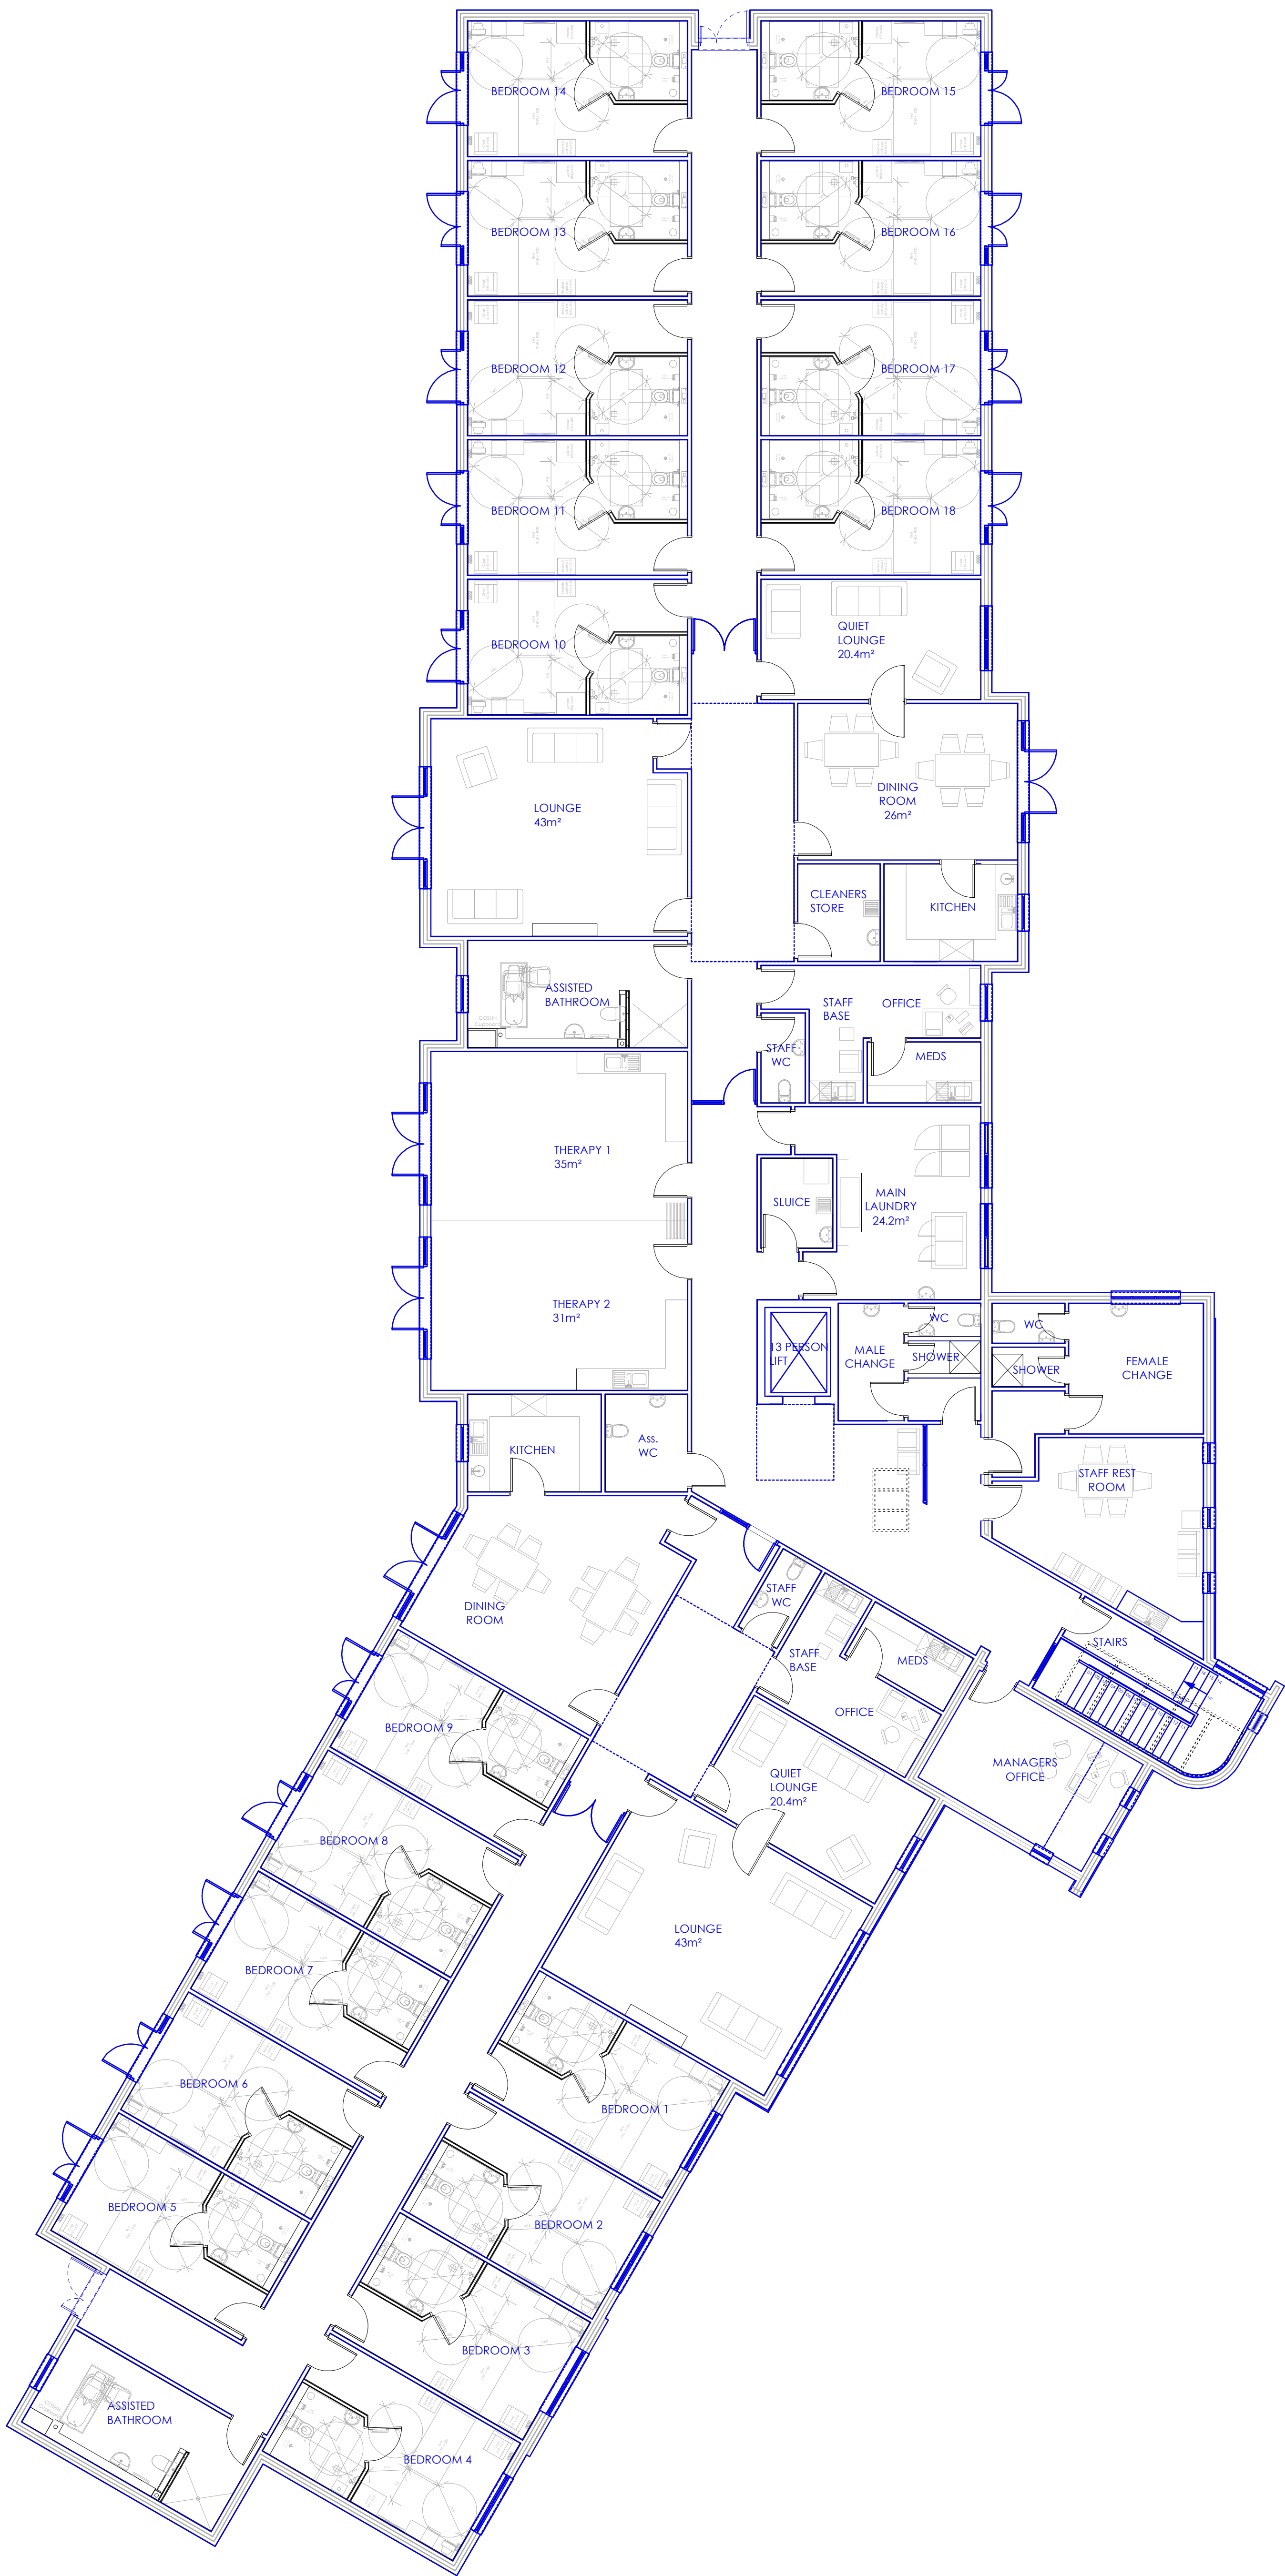 BEDROOM 14
BEDROOM 15
BEDROOM 13
BEDROOM 16
BEDROOM 12
BEDROOM 17
BEDROOM 11
BEDROOM 18
BEDROOM 10
QUIET
LOUNGE
20.4m²
LOUNGE
43m²
DINING
ROOM
26m²
CLEANERS
STORE
KITCHEN
ASSISTED
BATHROOM
COSHH
Cupboard
STAFF
BASE
OFFICE
STAFF
WC
MEDS
THERAPY 1
35m²
SLUICE
MAIN
LAUNDRY
24.2m²
THERAPY 2
31m²
13 PERSON
LIFT
MALE
CHANGE
WC
SHOWER
WC
SHOWER
FEMALE
CHANGE
KITCHEN
Ass.
WC
STAFF REST
ROOM
DINING
ROOM
STAFF
WC
STAFF
BASE
MEDS
OFFICE
STAIRS
MANAGERS
OFFICE
BEDROOM 9
QUIET
LOUNGE
20.4m²
BEDROOM 8
LOUNGE
43m²
BEDROOM 7
BEDROOM 6
BEDROOM 1
BEDROOM 5
BEDROOM 2
BEDROOM 3
ASSISTED
BATHROOM
COSHH
Cupboard
BEDROOM 4